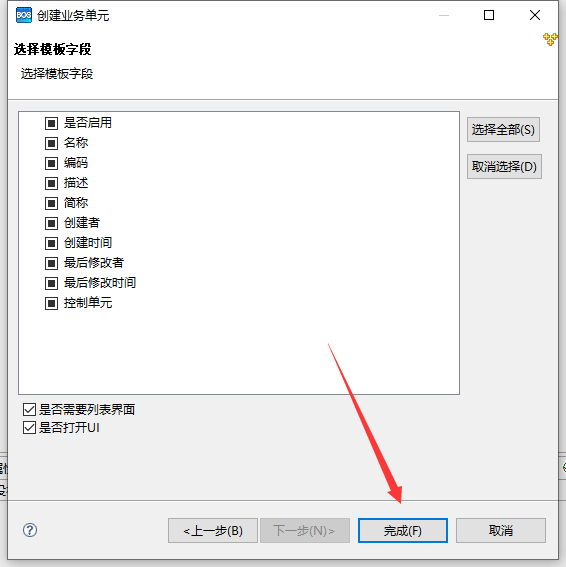 BOS 创建业务单元
选择模板字段
选择模板字段
是否启用
名称
编码
描述
简称
创建者
创建时间
最后修改者
最后修改时间
控制单元
选择全部(S)
取消选择(D)
是否需要列表界面
是否打开UI
?
<上一步(B)
下一步(N)>
完成(F)
取消